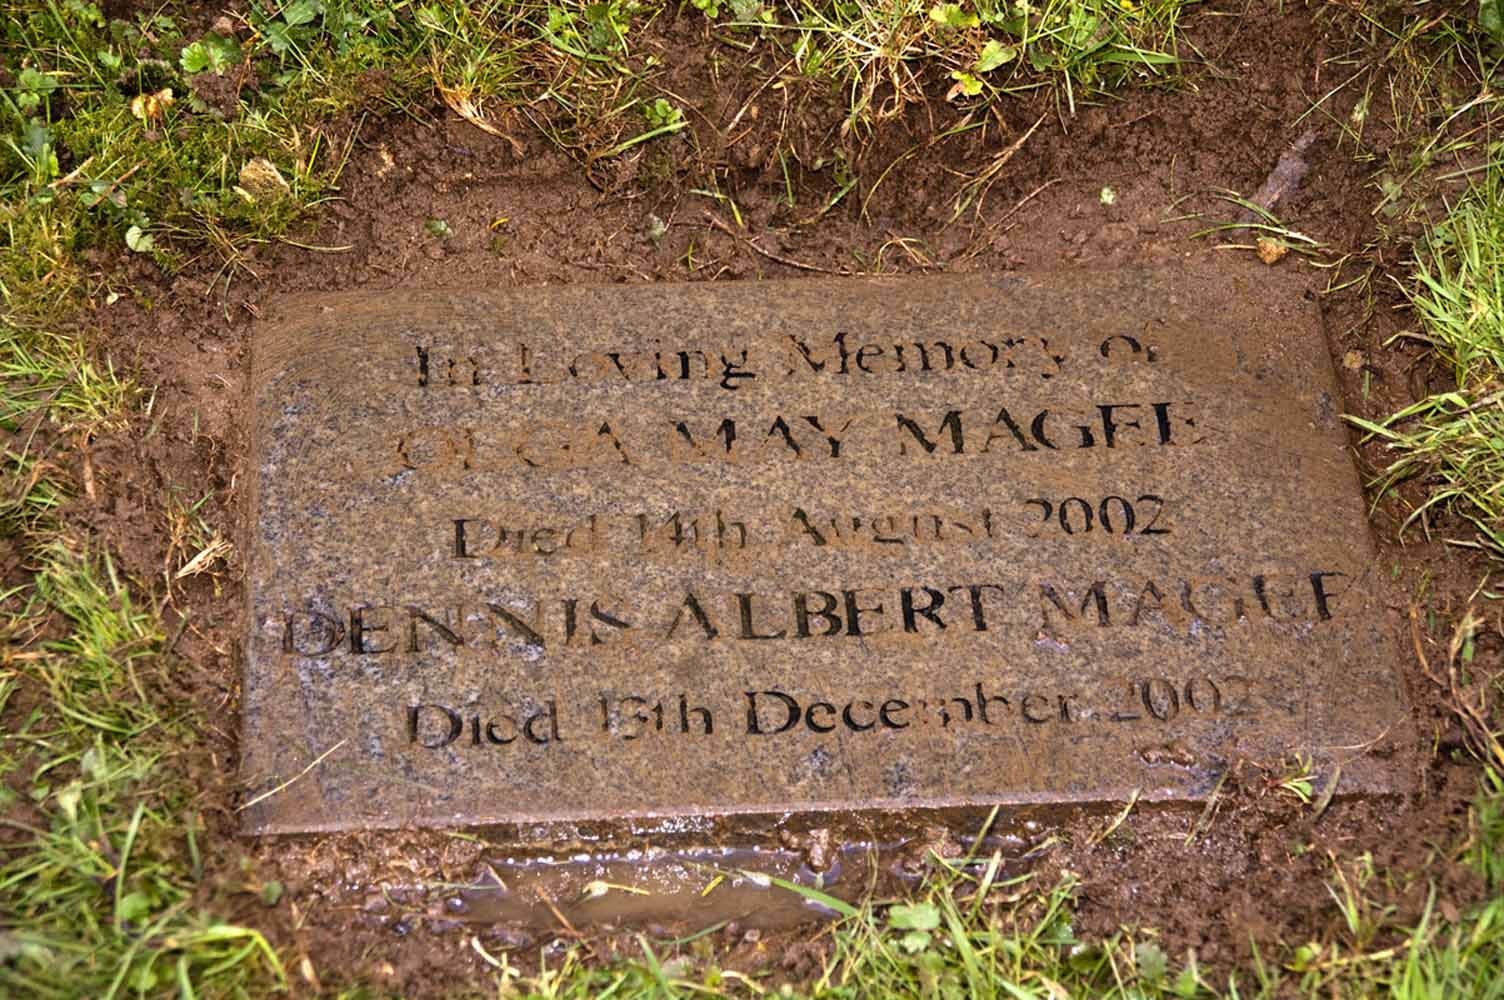 In Loving Memory of
OLGA MAY MAGEE
Died 14th August 2002
DENNIS ALBERT MAGEE
Died 13th December 2002